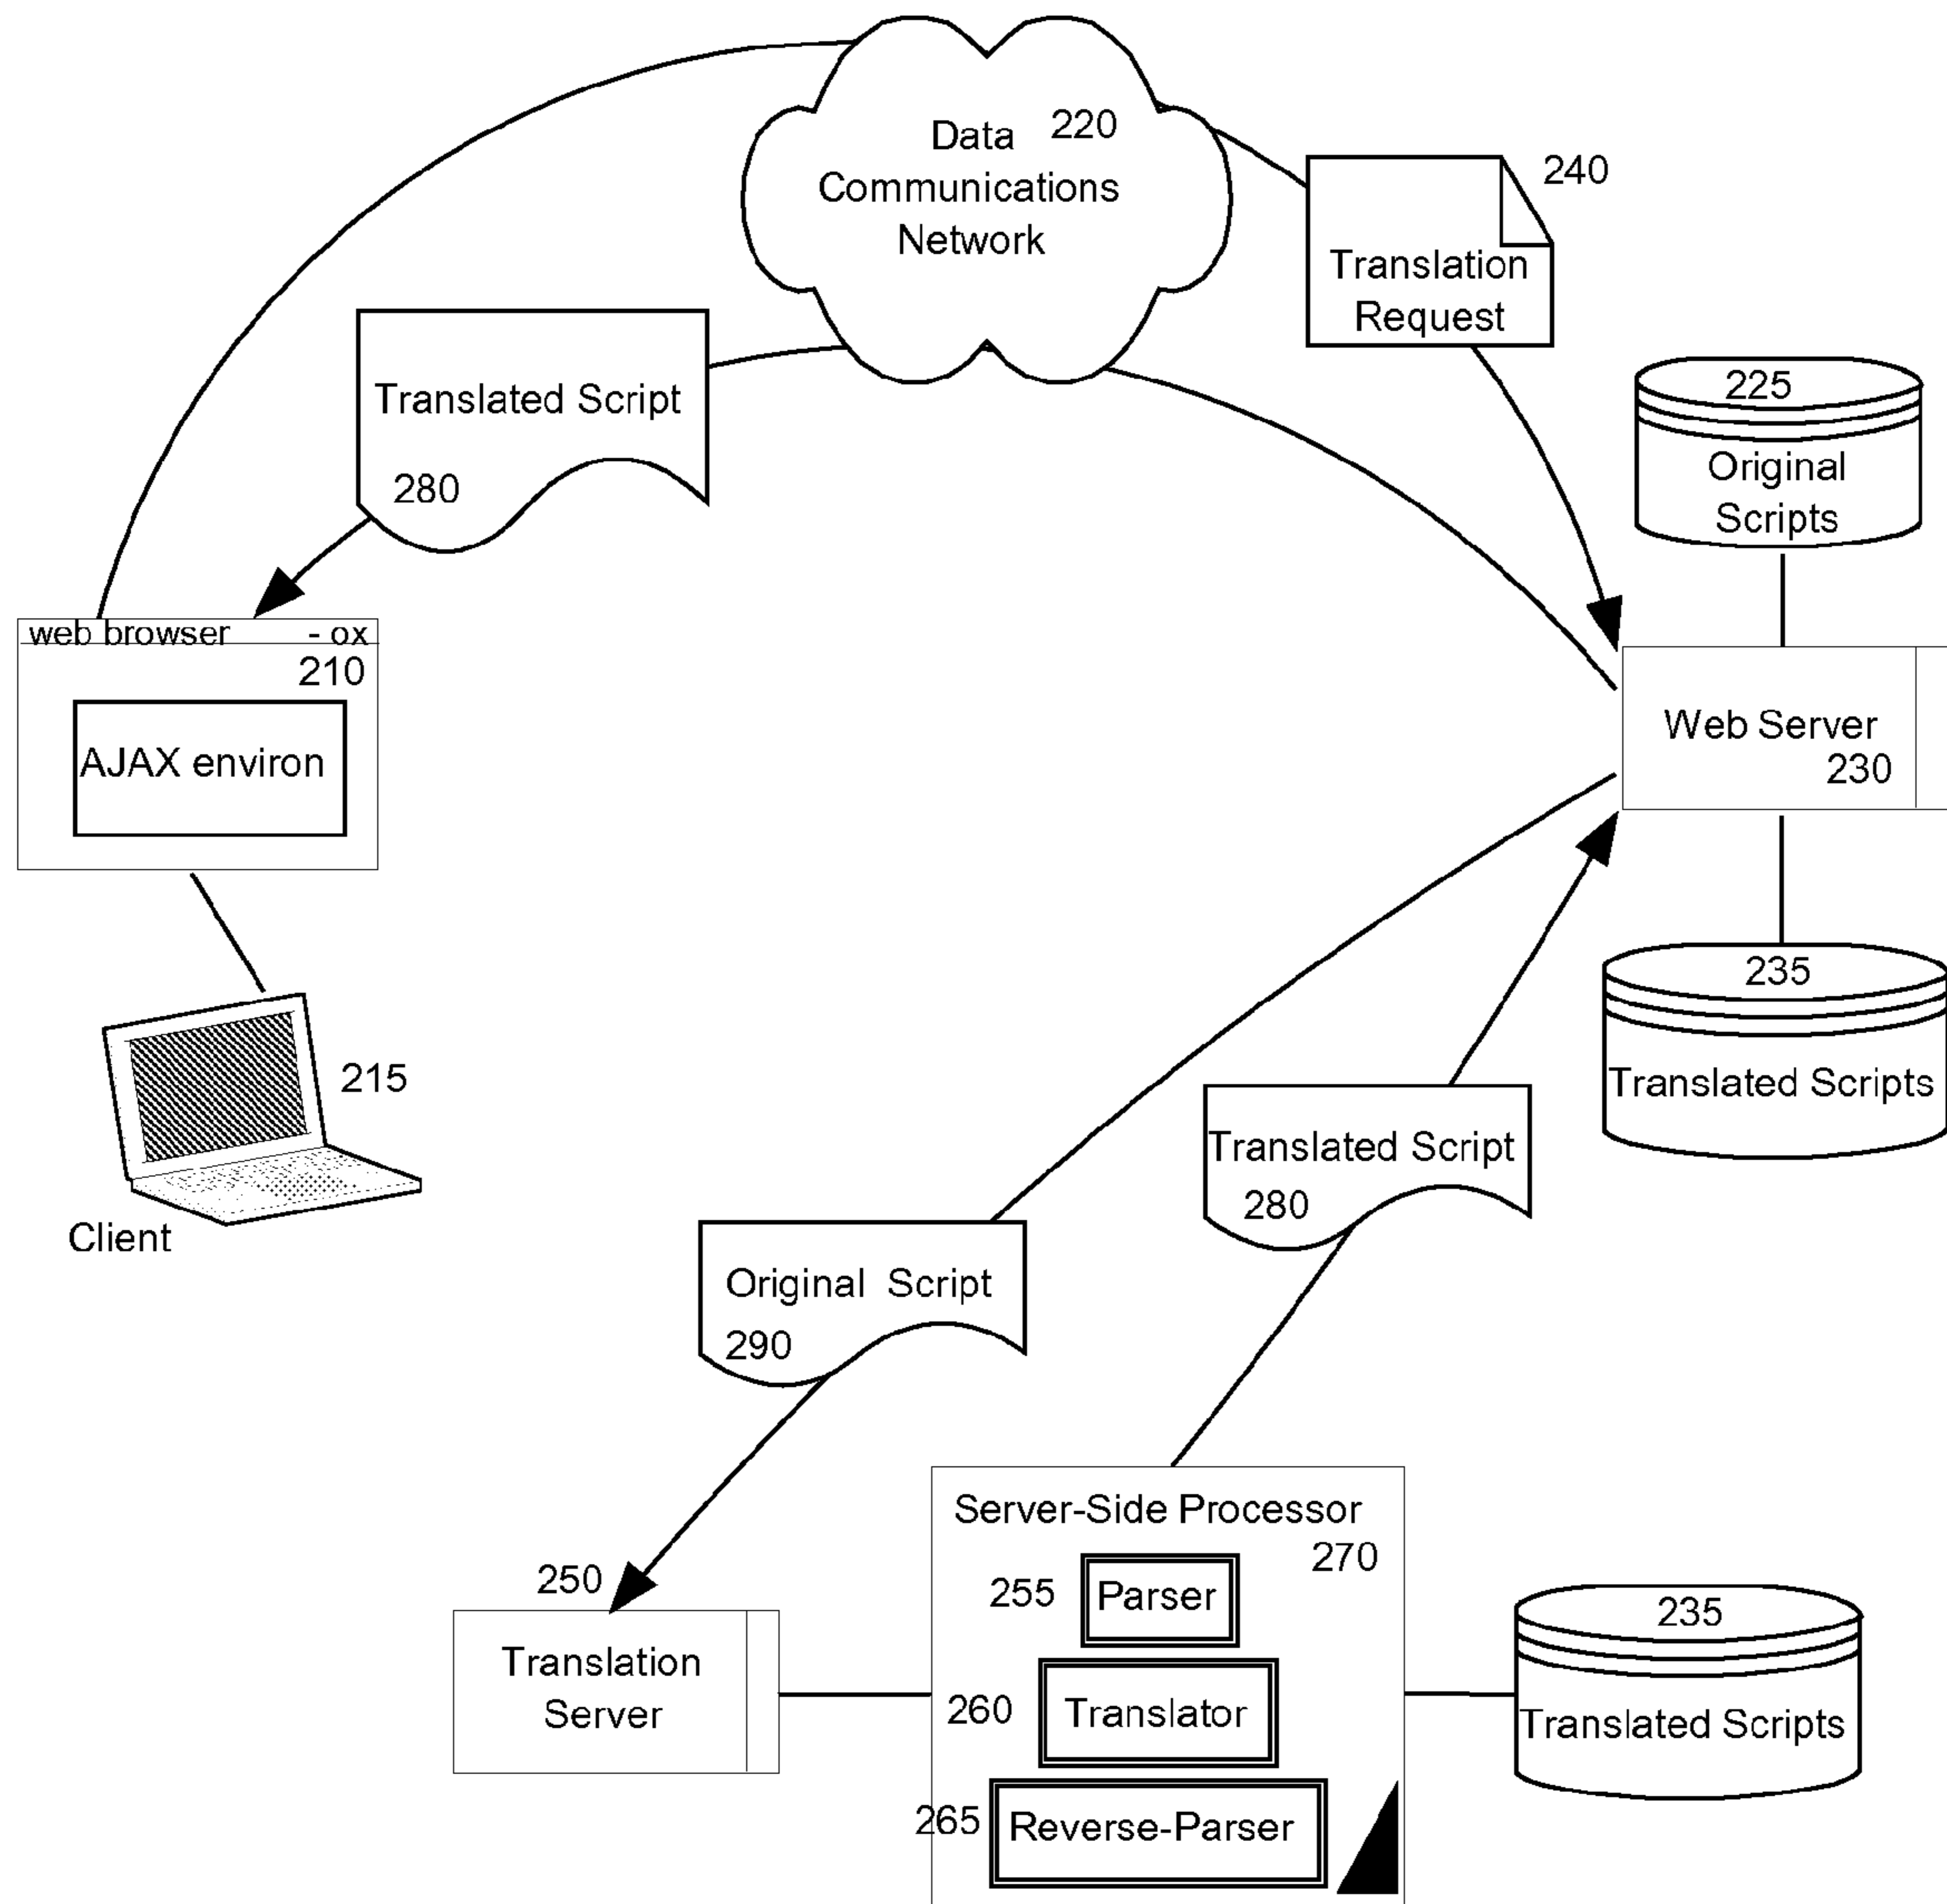 Data 220
Communications
Network
240
Translation
Request
Translated Script
280
225
Original
Scripts
web browser - ox
210
AJAX environ
Web Server
230
235
Translated Scripts
215
Client
Translated Script
280
Original Script
290
Server-Side Processor
270
250
Translation
Server
255 Parser
260 Translator
265 Reverse-Parser
235
Translated Scripts